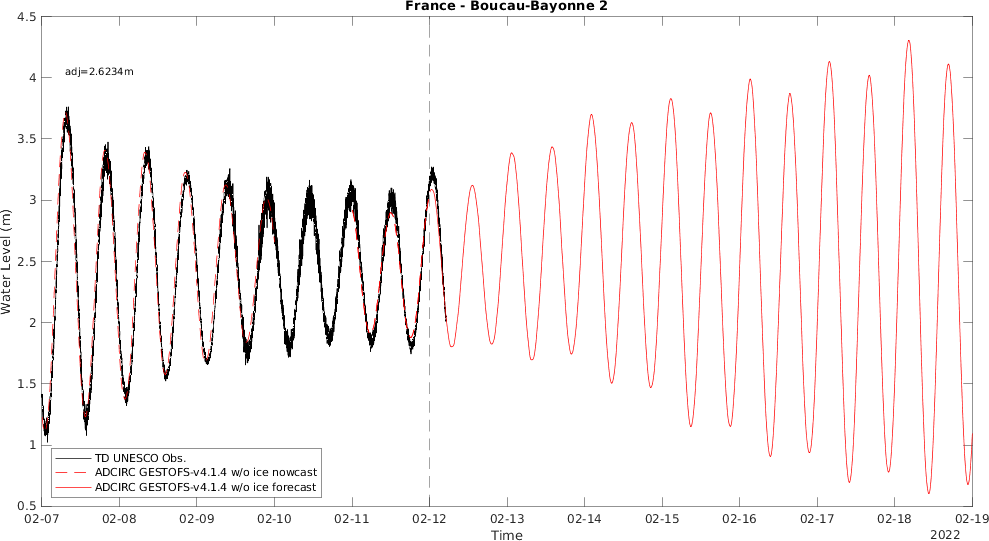 France - Boucau-Bayonne 2
adj=2.6234m
Water Level (m)
4.5
4
3.5
3
2.5
2
1.5
1
0.5
TD UNESCO Obs.
ADCIRC GESTOFS-v4.1.4 w/o ice nowcast
ADCIRC GESTOFS-v4.1.4 w/o ice forecast
02-07 02-08 02-09 02-10 02-11 02-12 02-13 02-14 02-15 02-16 02-17 02-18 02-19
Time
2022